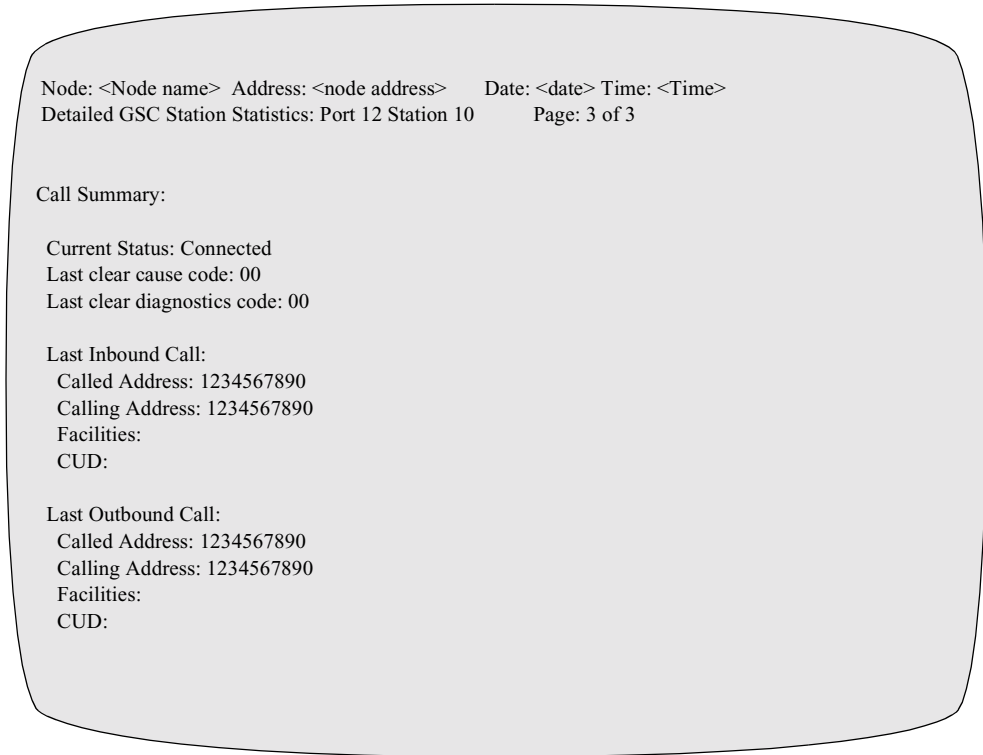 Node: <Node name> Address: <node address> Date: <date> Time: <Time>
Detailed GSC Station Statistics: Port 12 Station 10 Page: 3 of 3
Call Summary:
Current Status: Connected
Last clear cause code: 00
Last clear diagnostics code: 00
Last Inbound Call:
Called Address: 1234567890
Calling Address: 1234567890
Facilities:
CUD:
Last Outbound Call:
Called Address: 1234567890
Calling Address: 1234567890
Facilities:
CUD: